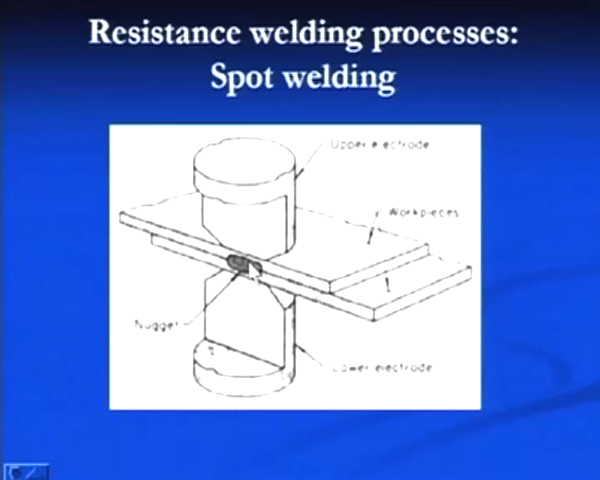 Resistance welding processes:
Spot welding
Upper electrode
Workpieces
Nugget
Lower electrode